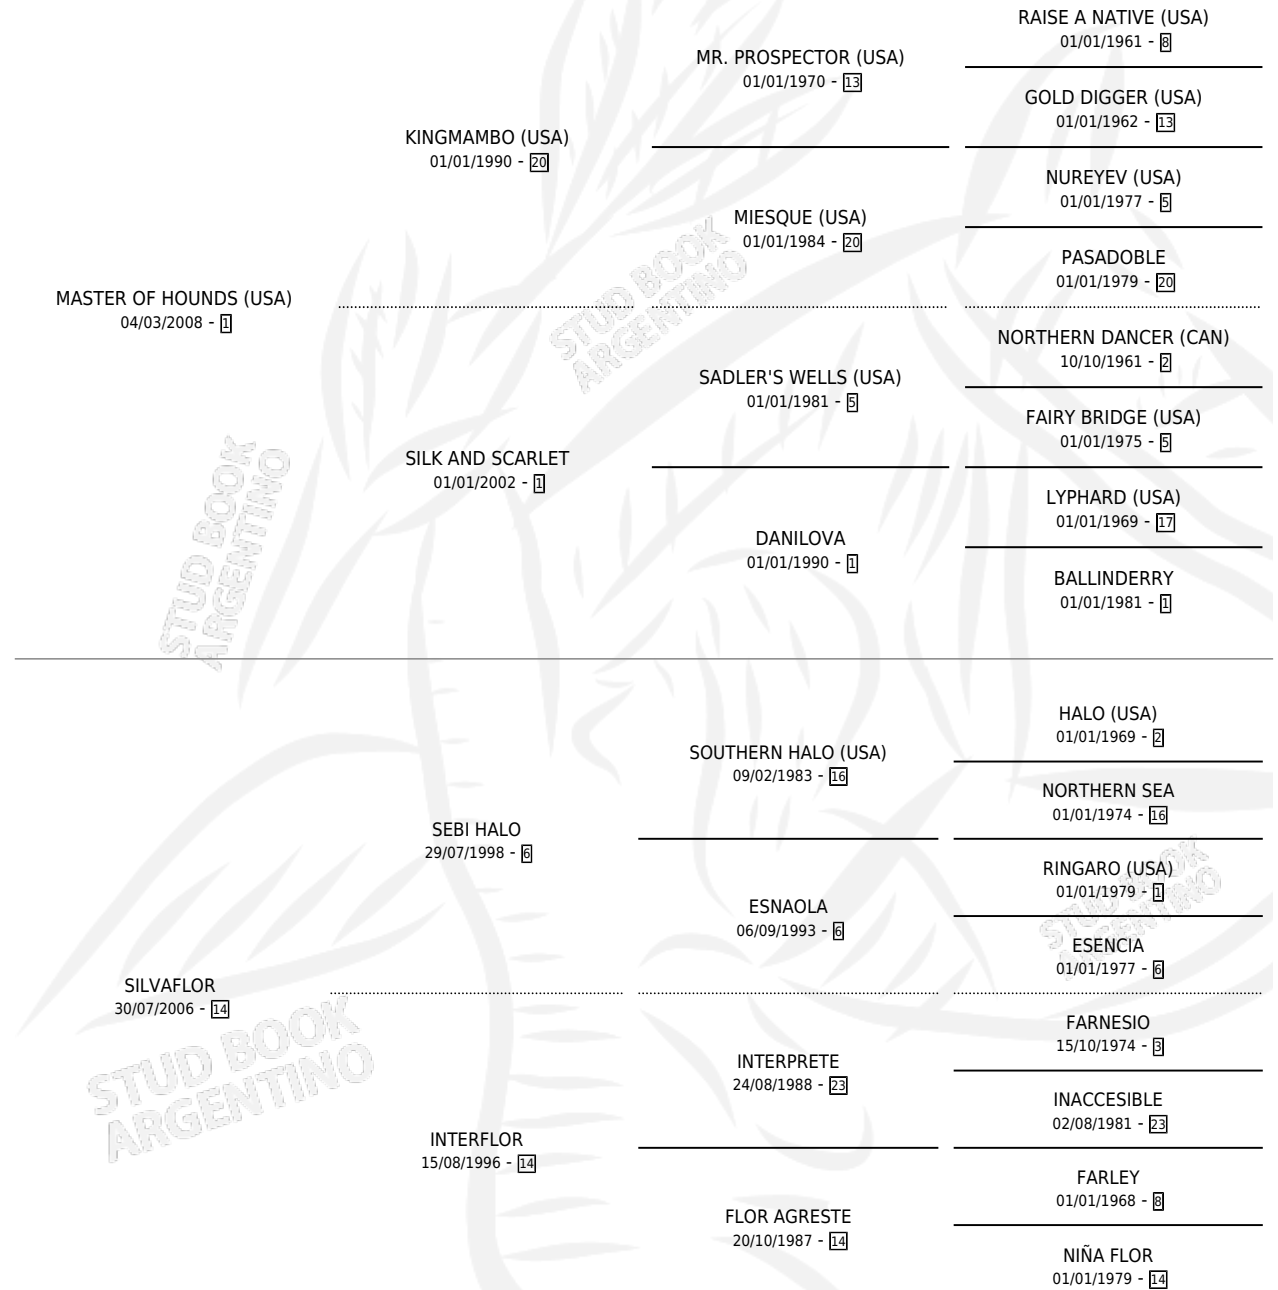 RAISE A NATIVE (USA)
01/01/1961 - 8
MR. PROSPECTOR (USA)
01/01/1970 - 13
GOLD DIGGER (USA)
01/01/1962 - 13
KINGMAMBO (USA)
01/01/1990 - 20
NUREYEV (USA)
01/01/1977 - 5
MIESQUE (USA)
01/01/1984 - 20
PASADOBLE
01/01/1979 - 20
MASTER OF HOUNDS (USA)
04/03/2008 - 1
NORTHERN DANCER (CAN)
10/10/1961 - 2
SADLER'S WELLS (USA)
01/01/1981 - 5
FAIRY BRIDGE (USA)
01/01/1975 - 5
SILK AND SCARLET
01/01/2002 - 1
LYPHARD (USA)
01/01/1969 - 17
DANILOVA
01/01/1990 - 1
BALLINDERRY
01/01/1981 - 1
HALO (USA)
01/01/1969 - 2
SOUTHERN HALO (USA)
09/02/1983 - 16
NORTHERN SEA
01/01/1974 - 16
SEBI HALO
29/07/1998 - 6
RINGARO (USA)
01/01/1979 - 1
ESNAOLA
06/09/1993 - 6
ESENCIA
01/01/1977 - 6
SILVAFLOR
30/07/2006 - 14
FARNESIO
15/10/1974 - 3
INTERPRETE
24/08/1988 - 23
INACCESIBLE
02/08/1981 - 23
INTERFLOR
15/08/1996 - 14
FARLEY
01/01/1968 - 8
FLOR AGRESTE
20/10/1987 - 14
NIÑA FLOR
01/01/1979 - 14
STUD BOOK
ARGENTINO
STUD BOOK
ARGENTINO
STUD BOOK
ARGENTINO
STUD BOOK
ARGENTINO